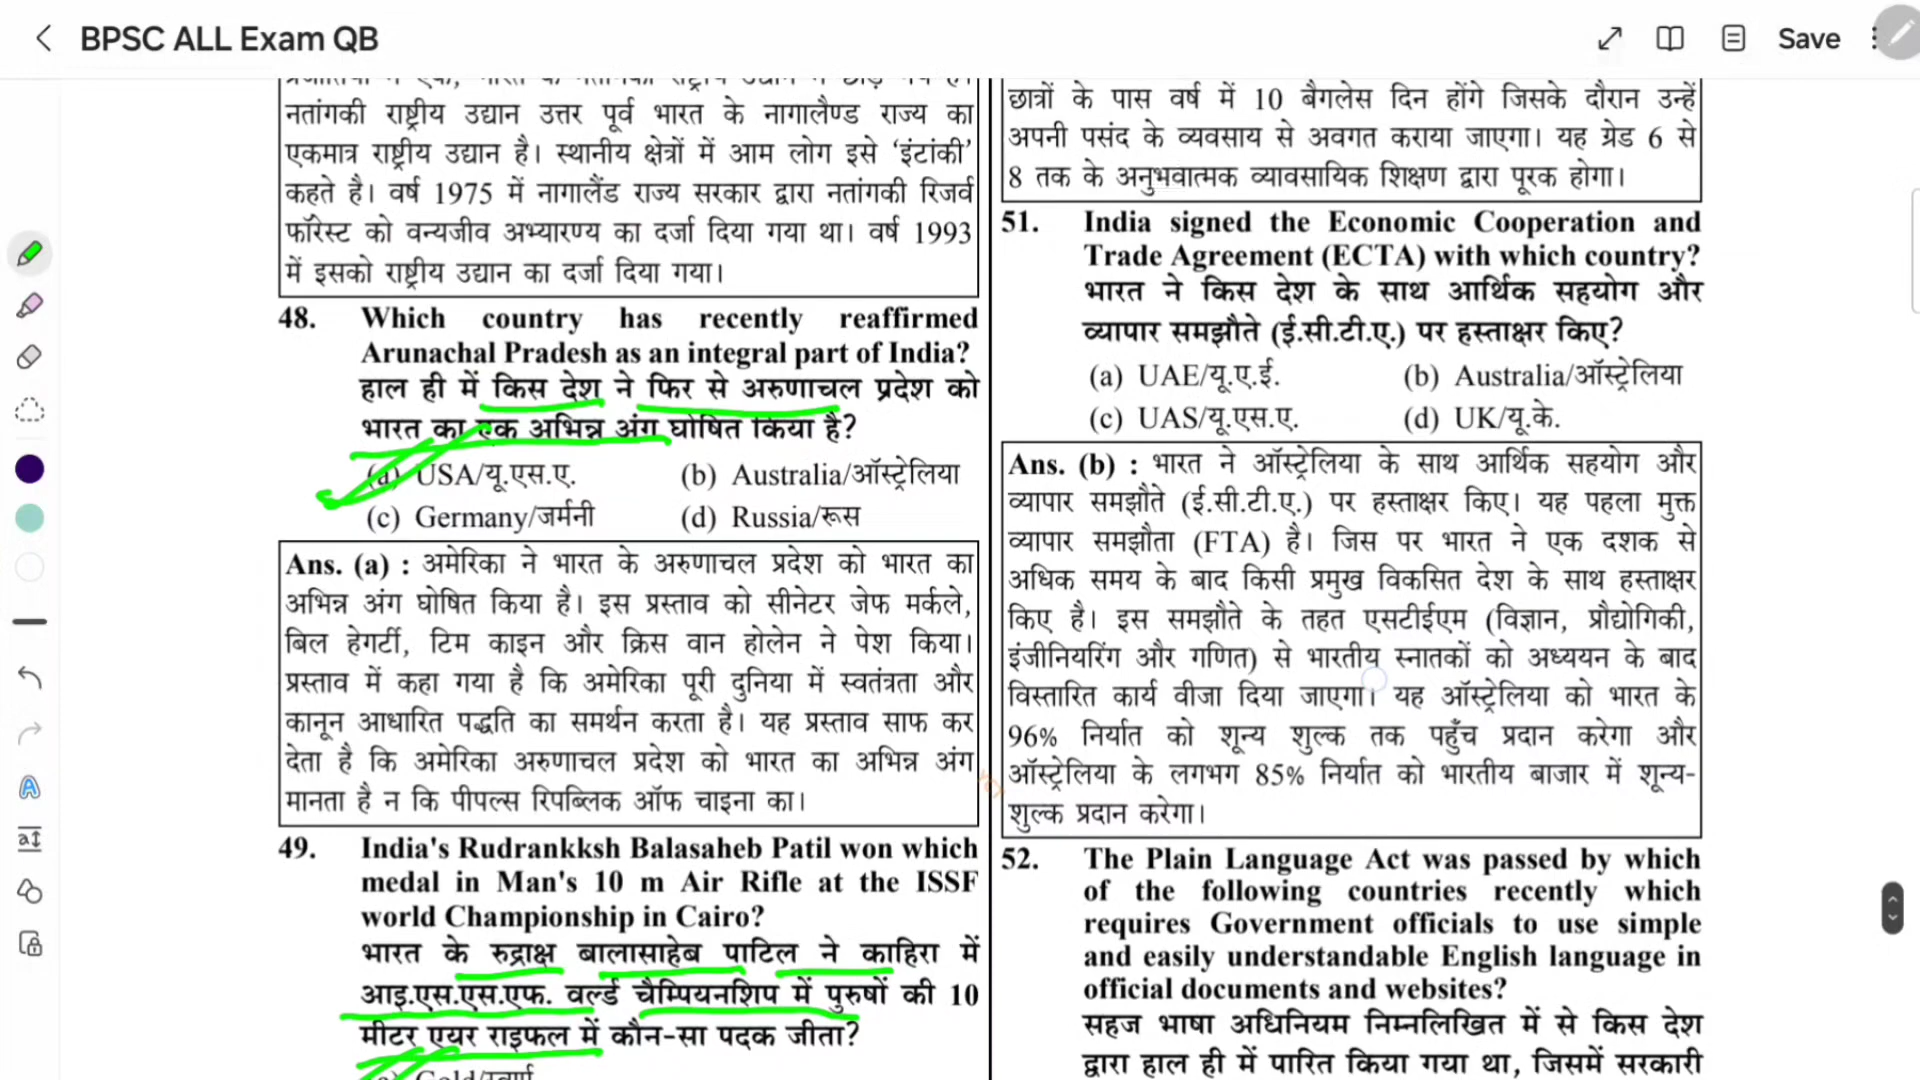 BPSC ALL Exam QB
Save
नतांगकी राष्ट्रीय उद्यान उत्तर पूर्व भारत के नागालैण्ड राज्य का
एकमात्र राष्ट्रीय उद्यान है। स्थानीय क्षेत्रों में आम लोग इसे ‘इंटांकी’
कहते है। वर्ष 1975 में नागालैंड राज्य सरकार द्वारा नतांगकी रिजर्व
फॉरेस्ट को वन्यजीव अभ्यारण्य का दर्जा दिया गया था। वर्ष 1993
में इसको राष्ट्रीय उद्यान का दर्जा दिया गया।
48. Which country has recently reaffirmed
Arunachal Pradesh as an integral part of India?
हाल ही में किस देश ने फिर से अरुणाचल प्रदेश को
भारत का एक अभिन्न अंग घोषित किया है?
(a) USA/यू.एस.ए. (b) Australia/ऑस्ट्रेलिया
(c) Germany/जर्मनी (d) Russia/रूस
Ans. (a) : अमेरिका ने भारत के अरुणाचल प्रदेश को भारत का
अभिन्न अंग घोषित किया है। इस प्रस्ताव को सीनेटर जेफ मर्कले,
बिल हेगर्टी, टिम काइन और क्रिस वान होलेन ने पेश किया।
प्रस्ताव में कहा गया है कि अमेरिका पूरी दुनिया में स्वतंत्रता और
कानून आधारित पद्धति का समर्थन करता है। यह प्रस्ताव साफ कर
देता है कि अमेरिका अरुणाचल प्रदेश को भारत का अभिन्न अंग
मानता है न कि पीपल्स रिपब्लिक ऑफ चाइना का।
49. India's Rudrankksh Balasaheb Patil won which
medal in Man's 10 m Air Rifle at the ISSF
world Championship in Cairo?
भारत के रुद्राक्ष बालासाहेब पाटिल ने काहिरा में
आइ.एस.एस.एफ. वर्ल्ड चैम्पियनशिप में पुरुषों की 10
मीटर एयर राइफल में कौन-सा पदक जीता?
Gold/स्वर्ण
छात्रों के पास वर्ष में 10 बैगलेस दिन होंगे जिसके दौरान उन्हें
अपनी पसंद के व्यवसाय से अवगत कराया जाएगा। यह ग्रेड 6 से
8 तक के अनुभवात्मक व्यावसायिक शिक्षण द्वारा पूरक होगा।
51. India signed the Economic Cooperation and
Trade Agreement (ECTA) with which country?
भारत ने किस देश के साथ आर्थिक सहयोग और
व्यापार समझौते (ई.सी.टी.ए.) पर हस्ताक्षर किए?
(a) UAE/यू.ए.ई. (b) Australia/ऑस्ट्रेलिया
(c) UAS/यू.एस.ए. (d) UK/यू.के.
Ans. (b) : भारत ने ऑस्ट्रेलिया के साथ आर्थिक सहयोग और
व्यापार समझौते (ई.सी.टी.ए.) पर हस्ताक्षर किए। यह पहला मुक्त
व्यापार समझौता (FTA) है। जिस पर भारत ने एक दशक से
अधिक समय के बाद किसी प्रमुख विकसित देश के साथ हस्ताक्षर
किए है। इस समझौते के तहत एसटीईएम (विज्ञान, प्रौद्योगिकी,
इंजीनियरिंग और गणित) से भारतीय स्नातकों को अध्ययन के बाद
विस्तारित कार्य वीजा दिया जाएगा। यह ऑस्ट्रेलिया को भारत के
96% निर्यात को शून्य शुल्क तक पहुँच प्रदान करेगा और
ऑस्ट्रेलिया के लगभग 85% निर्यात को भारतीय बाजार में शून्य-
शुल्क प्रदान करेगा।
52. The Plain Language Act was passed by which
of the following countries recently which
requires Government officials to use simple
and easily understandable English language in
official documents and websites?
सहज भाषा अधिनियम निम्नलिखित में से किस देश
द्वारा हाल ही में पारित किया गया था, जिसमें सरकारी